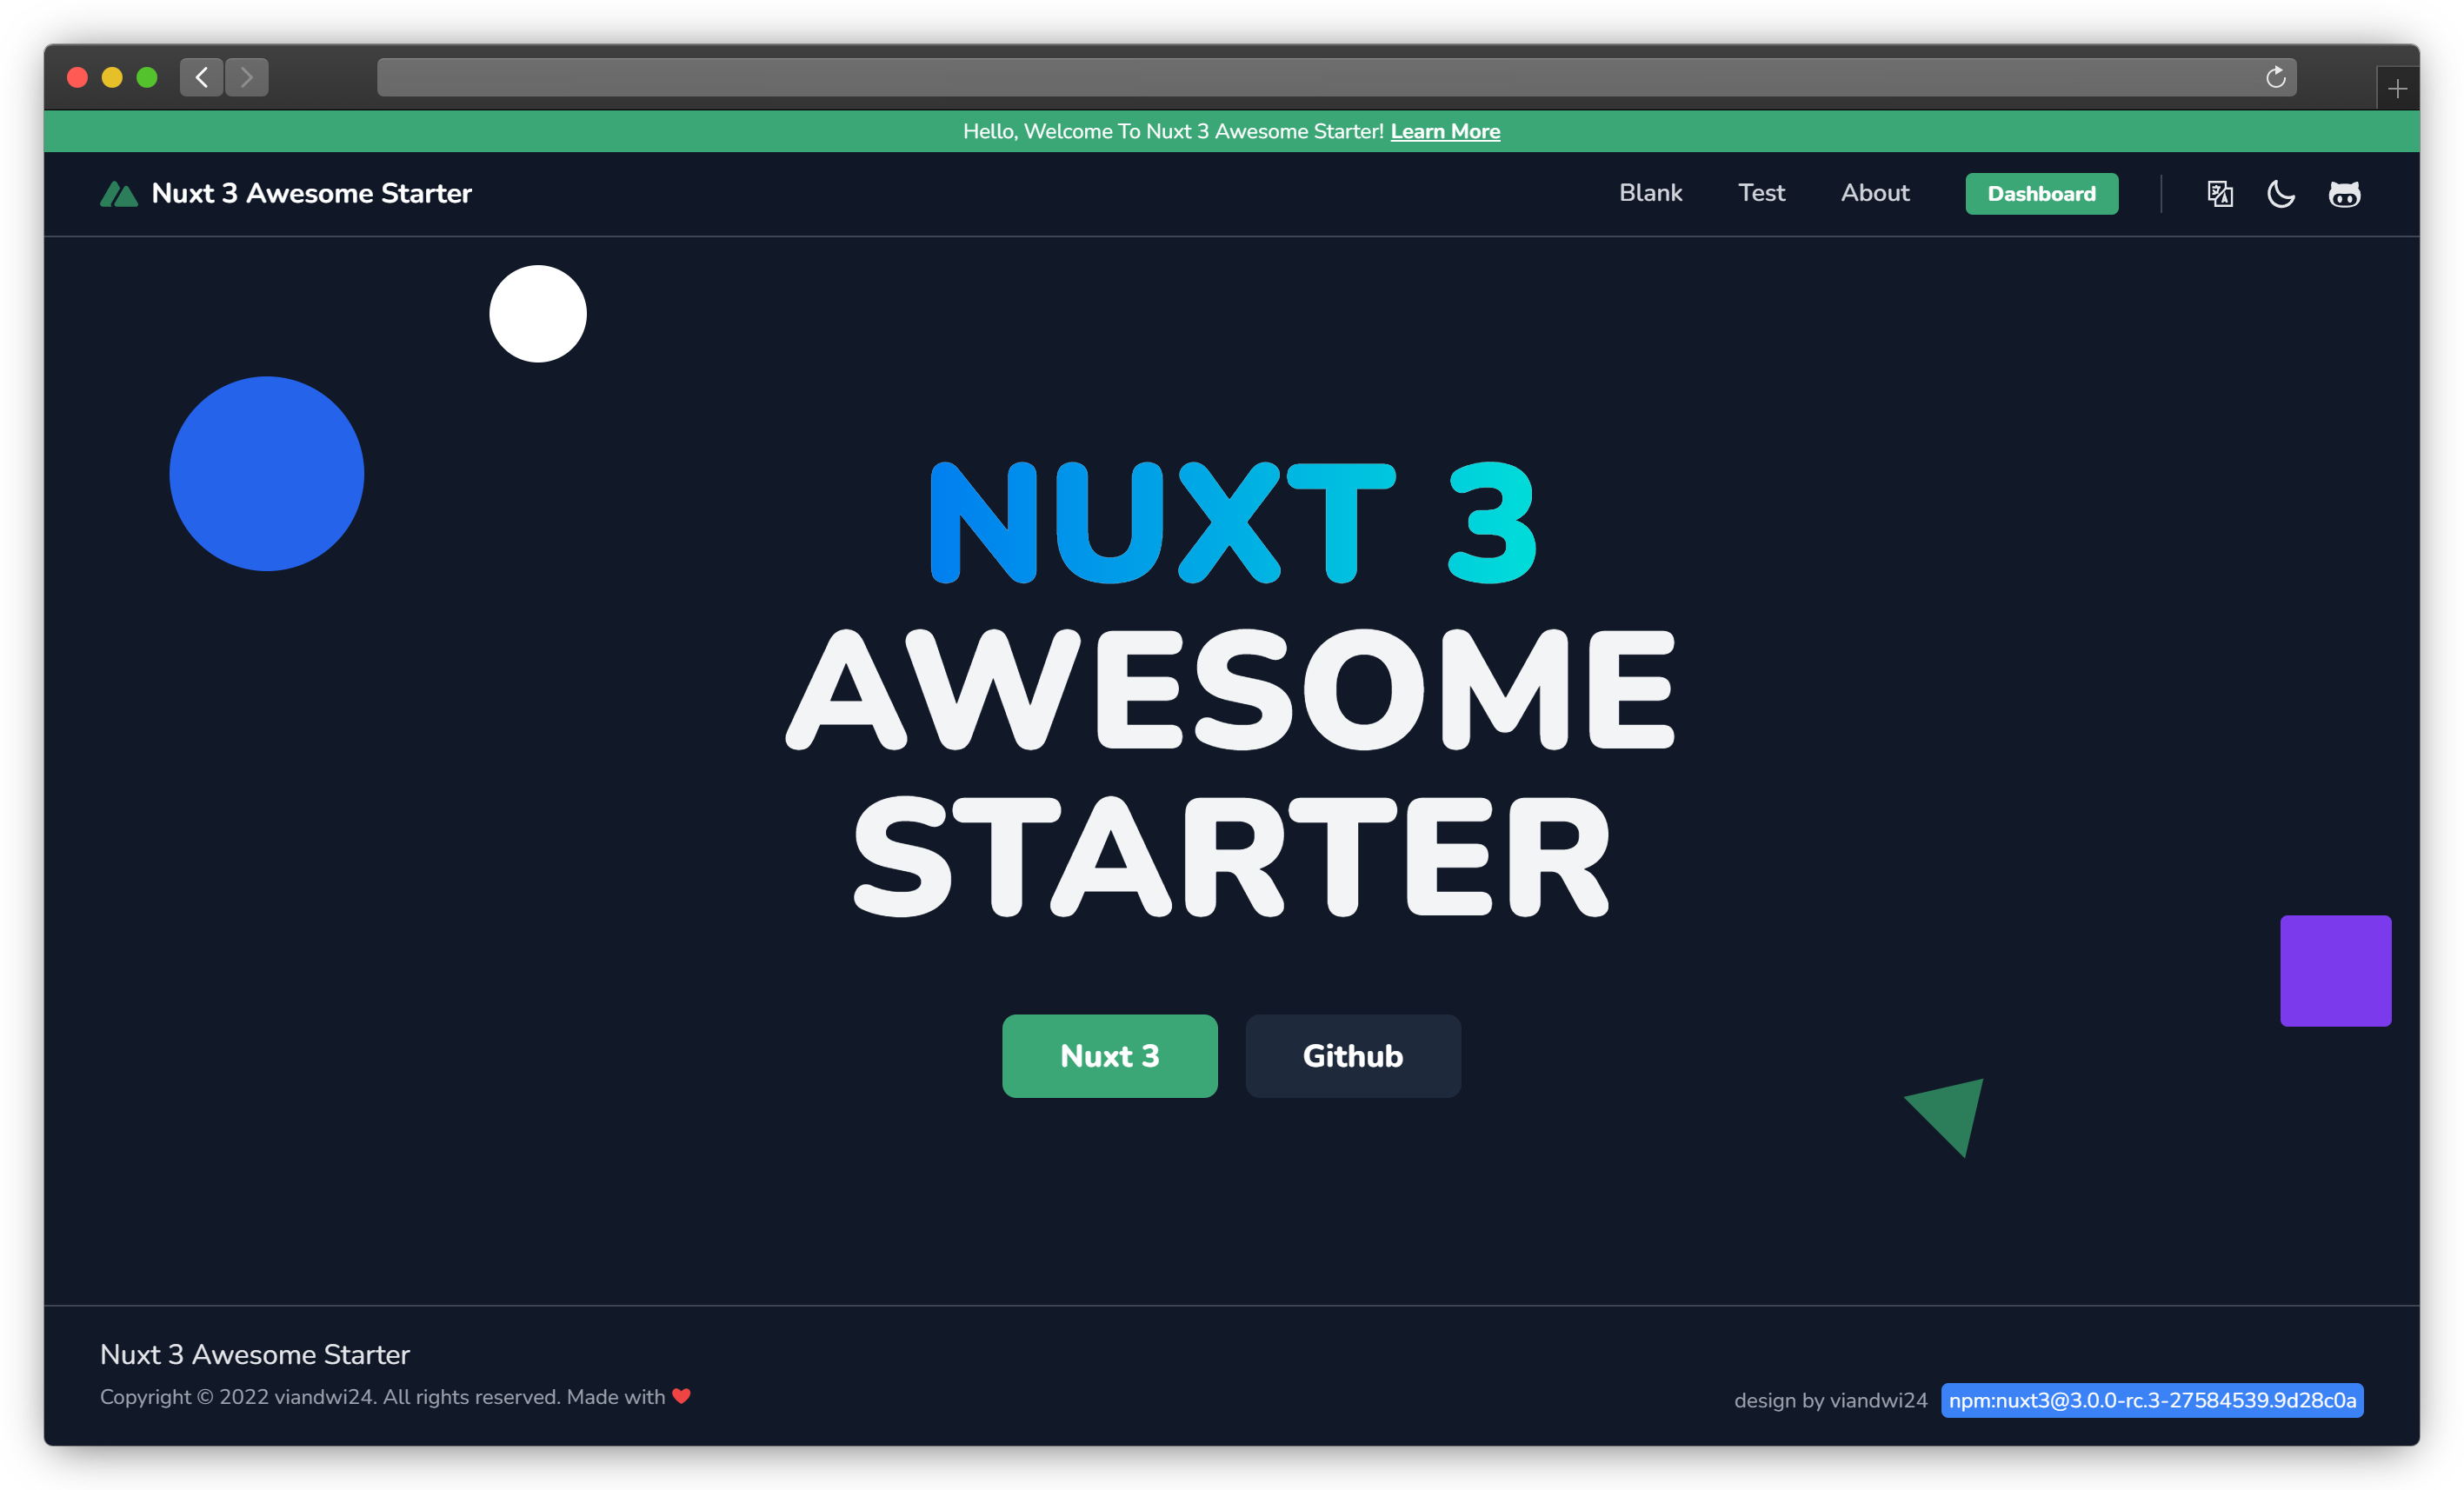 Hello, Welcome To Nuxt 3 Awesome Starter! Learn More
Nuxt 3 Awesome Starter
Blank Test About Dashboard
NUXT 3
AWESOME
STARTER
Nuxt 3 Github
Nuxt 3 Awesome Starter
Copyright © 2022 viandwi24. All rights reserved. Made with ❤
design by viandwi24 npm:nuxt3@3.0.0-rc.3-27584539.9d28c0a